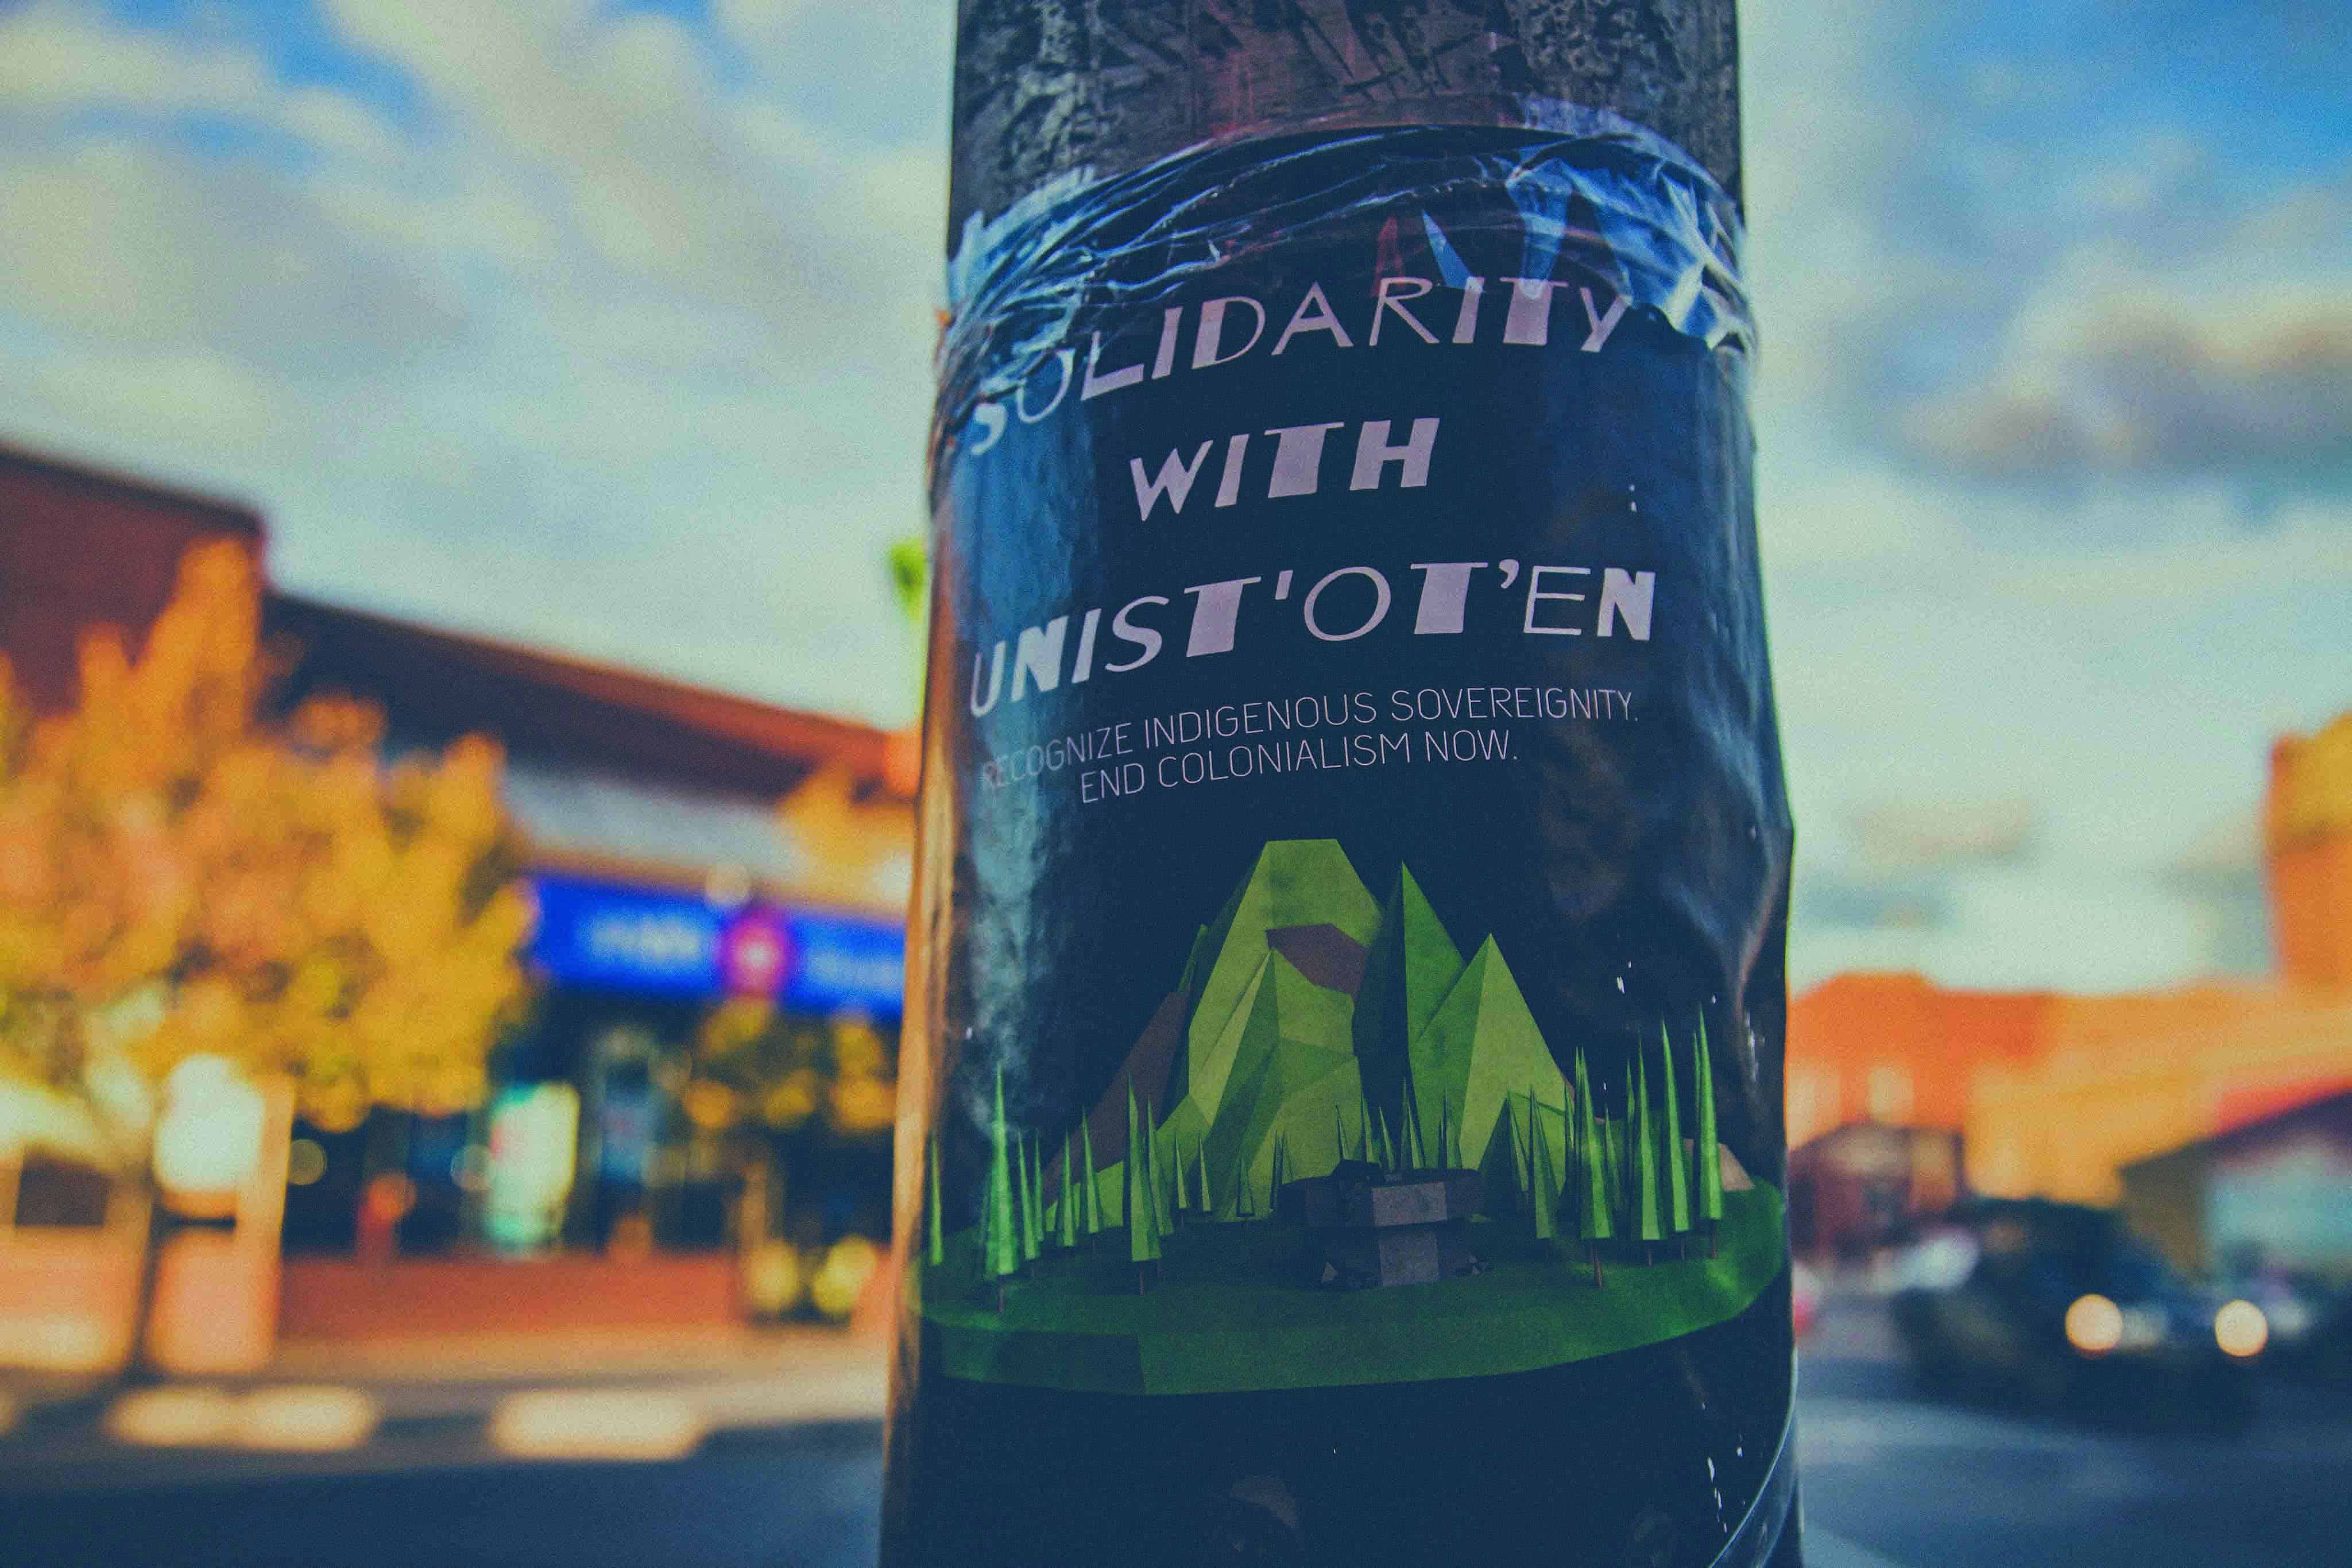 SOLIDARITY
WITH
UNIST'OT'EN
RECOGNIZE INDIGENOUS SOVEREIGNITY.
END COLONIALISM NOW.